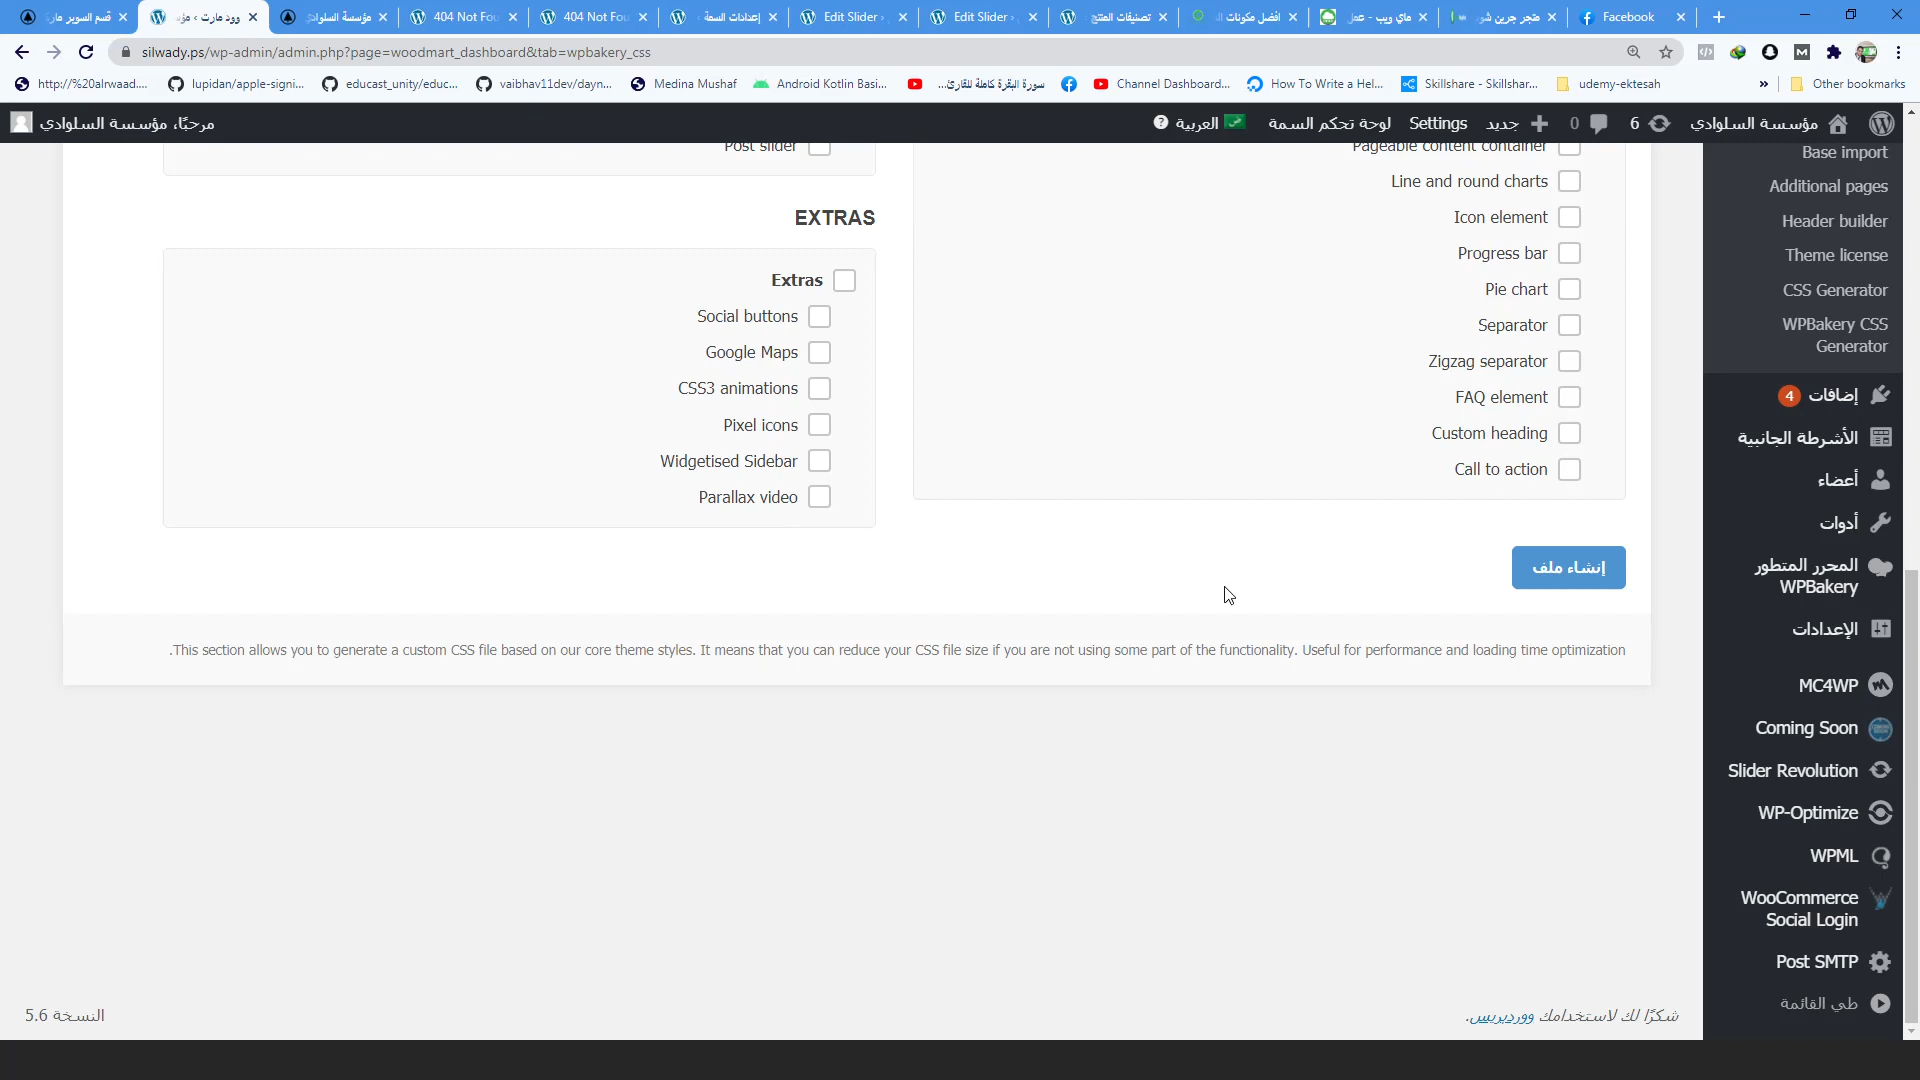 قسم السوبر مارك
وود مارت › مؤس
مؤسسة السلوادي
404 Not Fou
404 Not Fou
إعدادات السمة ‹
Edit Slider ‹
Edit Slider ‹
تصنيفات المنتج
افضل مكونات ال
ماي ويب - عمل
متجر جرين شو
Facebook
silwady.ps/wp-admin/admin.php?page=woodmart_dashboard&tab=wpbakery_css
http://%20alrwaad....
lupidan/apple-signi...
educast_unity/educ...
vaibhav11dev/dayn...
Medina Mushaf
Android Kotlin Basi...
سورة البقرة كاملة للقارئ...
Channel Dashboard...
How To Write a Hel...
Skillshare - Skillshar...
udemy-ektesah
»
Other bookmarks
مؤسسة السلوادي
6
0
جديد
Settings
لوحة تحكم السمة
العربية
مرحبًا، مؤسسة السلوادي
Pageable content container
Line and round charts
Icon element
Progress bar
Pie chart
Separator
Zigzag separator
FAQ element
Custom heading
Call to action
Post slider
EXTRAS
Extras
Social buttons
Google Maps
CSS3 animations
Pixel icons
Widgetised Sidebar
Parallax video
إنشاء ملف
.This section allows you to generate a custom CSS file based on our core theme styles. It means that you can reduce your CSS file size if you are not using some part of the functionality. Useful for performance and loading time optimization
Base import
Additional pages
Header builder
Theme license
CSS Generator
WPBakery CSS
Generator
إضافات 4
الأشرطة الجانبية
أعضاء
أدوات
المحرر المتطور
WPBakery
الإعدادات
MC4WP
Coming Soon
Slider Revolution
WP-Optimize
WPML
WooCommerce
Social Login
Post SMTP
طي القائمة
شكرًا لك لاستخدامك ووردبريس.
النسخة 5.6